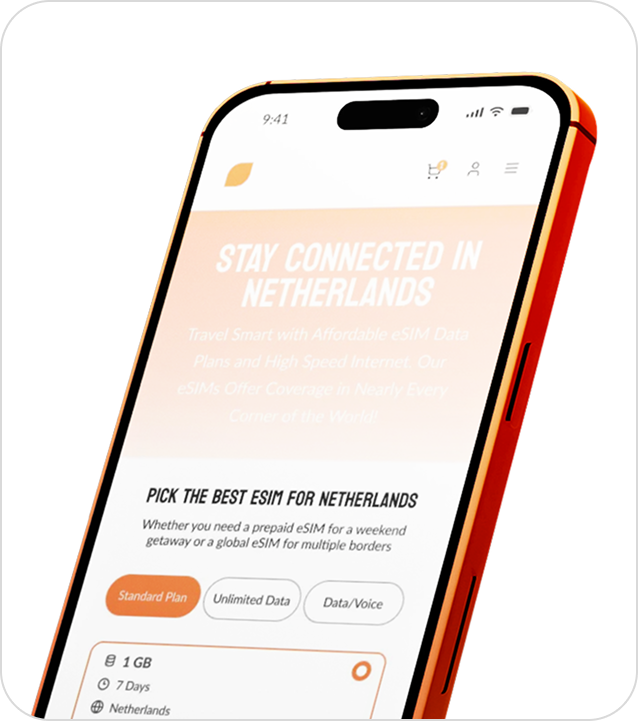 9:41
STAY CONNECTED IN
NETHERLANDS
Travel Smart with Affordable eSIM Data
Plans and High Speed Internet. Our
eSIMs Offer Coverage in Nearly Every
Corner of the World!
PICK THE BEST ESIM FOR NETHERLANDS
Whether you need a prepaid eSIM for a weekend
getaway or a global eSIM for multiple borders
Standard Plan
Unlimited Data
Data/Voice
1 GB
7 Days
Netherlands